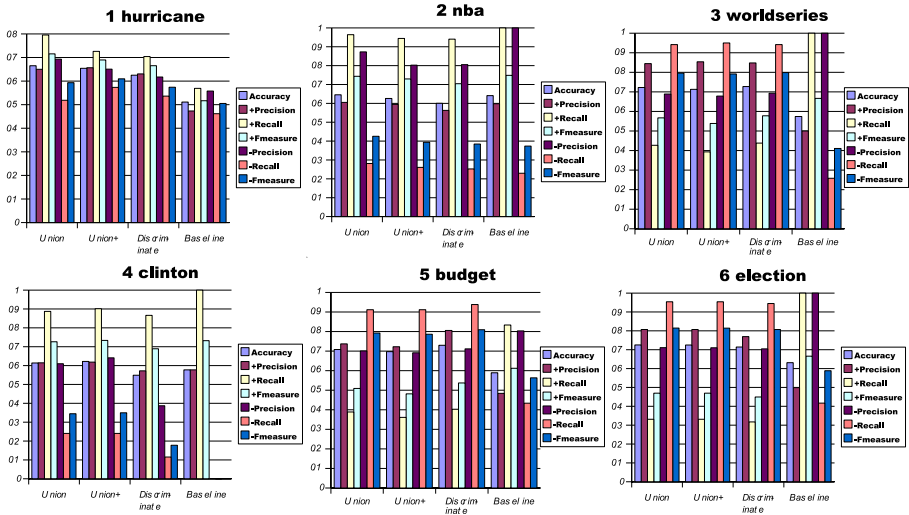 1 hurricane
08
07
06
05
04
03
02
01
0
U nion
U nion+
Dis crim-
inat e
Bas el ine
Accuracy
+Precision
+Recall
+Fmeasure
-Precision
-Recall
-Fmeasure
2 nba
1
09
08
07
06
05
04
03
02
01
0
U nion
U nion+
Dis crim-
inat e
Bas el ine
Accuracy
+Precision
+Recall
+Fmeasure
-Precision
-Recall
-Fmeasure
3 worldseries
1
09
08
07
06
05
04
03
02
01
0
U nion
U nion+
Dis crim-
inat e
Bas el ine
Accuracy
+Precision
+Recall
+Fmeasure
-Precision
-Recall
-Fmeasure
4 clinton
1
09
08
07
06
05
04
03
02
01
0
U nion
U nion+
Dis crim-
inat e
Bas el ine
Accuracy
+Precision
+Recall
+Fmeasure
-Precision
-Recall
-Fmeasure
5 budget
1
09
08
07
06
05
04
03
02
01
0
U nion
U nion+
Dis crim-
inat e
Bas el ine
Accuracy
+Precision
+Recall
+Fmeasure
-Precision
-Recall
-Fmeasure
6 election
1
09
08
07
06
05
04
03
02
01
0
U nion
U nion+
Dis crim-
inat e
Bas el ine
Accuracy
+Precision
+Recall
+Fmeasure
-Precision
-Recall
-Fmeasure